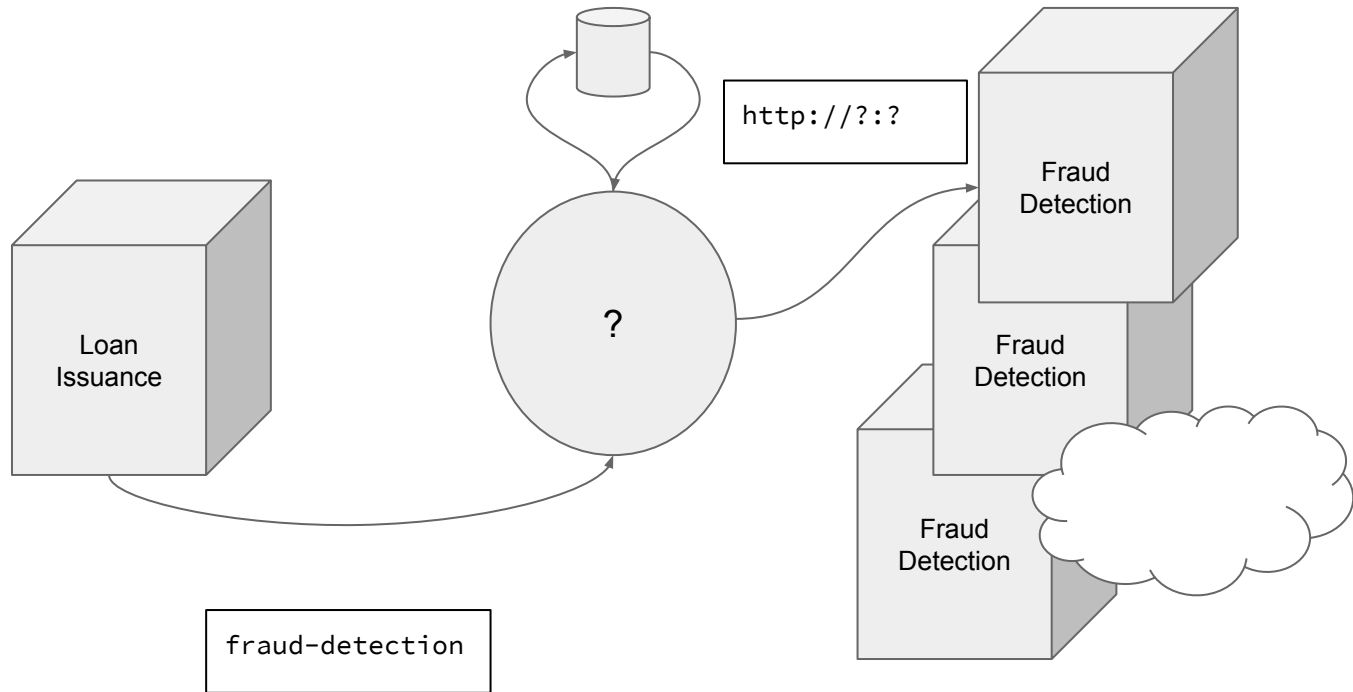 http://?:?
Fraud
Detection
Loan
Issuance
?
Fraud
Detection
Fraud
Detection
fraud-detection